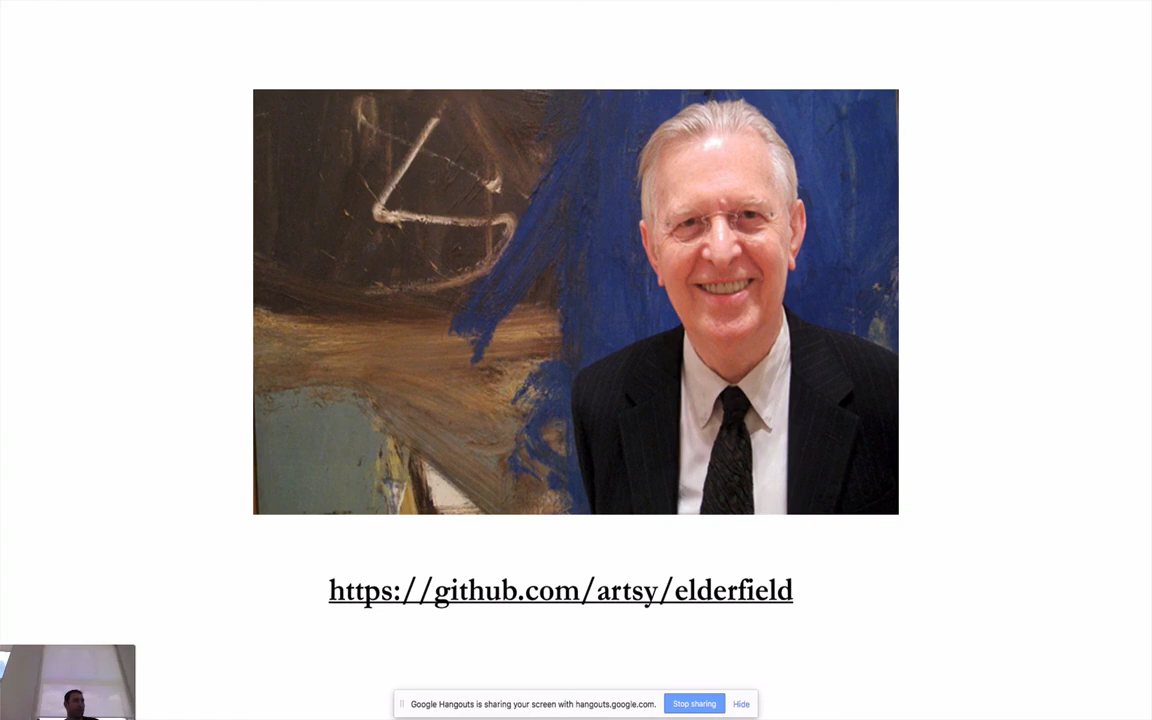 https://github.com/artsy/elderfield
Google Hangouts is sharing your screen with hangouts.google.com.
Stop sharing
Hide